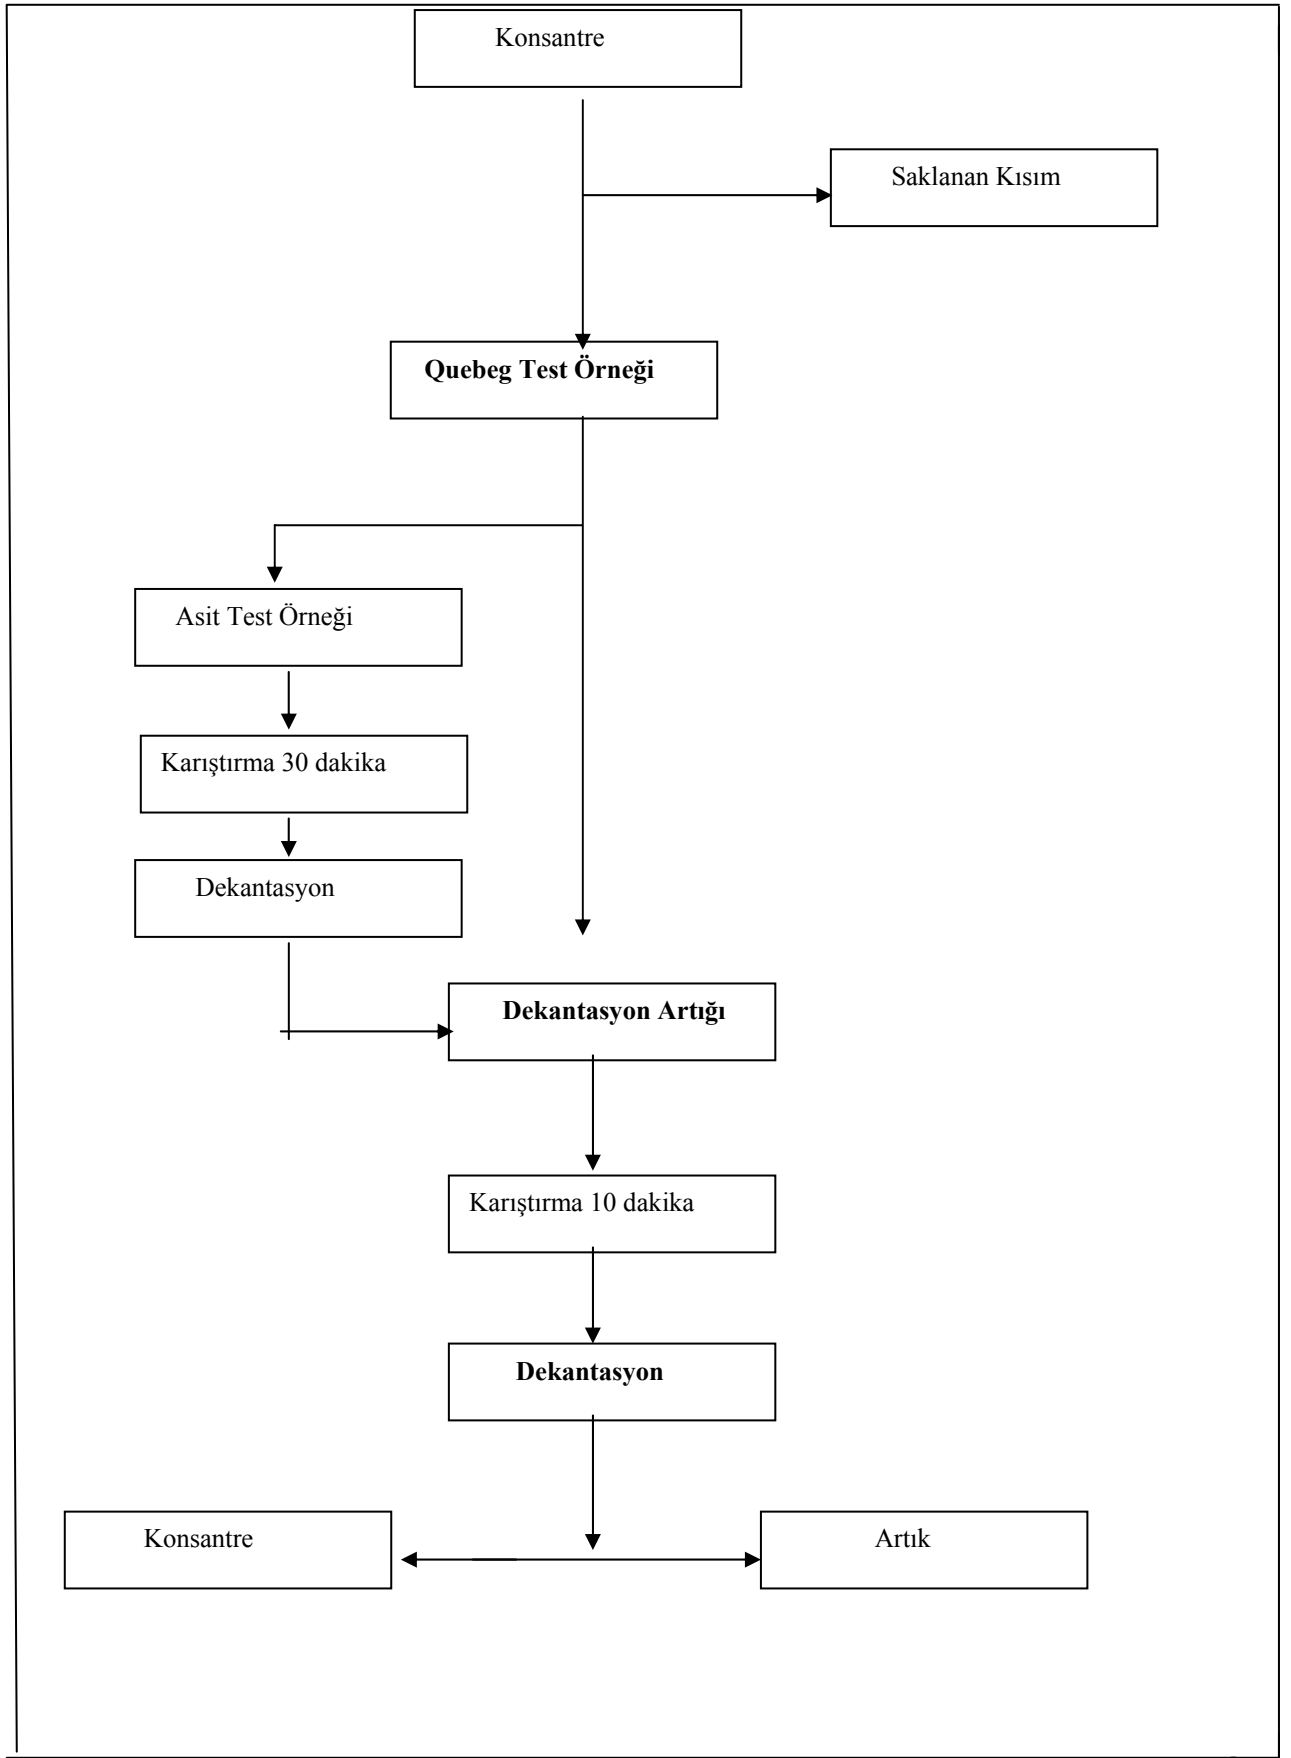 Konsantre
Saklanan Kısım
Quebeg Test Örneği
Asit Test Örneği
Karıştırma 30 dakika
Dekantasyon
Dekantasyon Artığı
Karıştırma 10 dakika
Dekantasyon
Konsantre
Artık